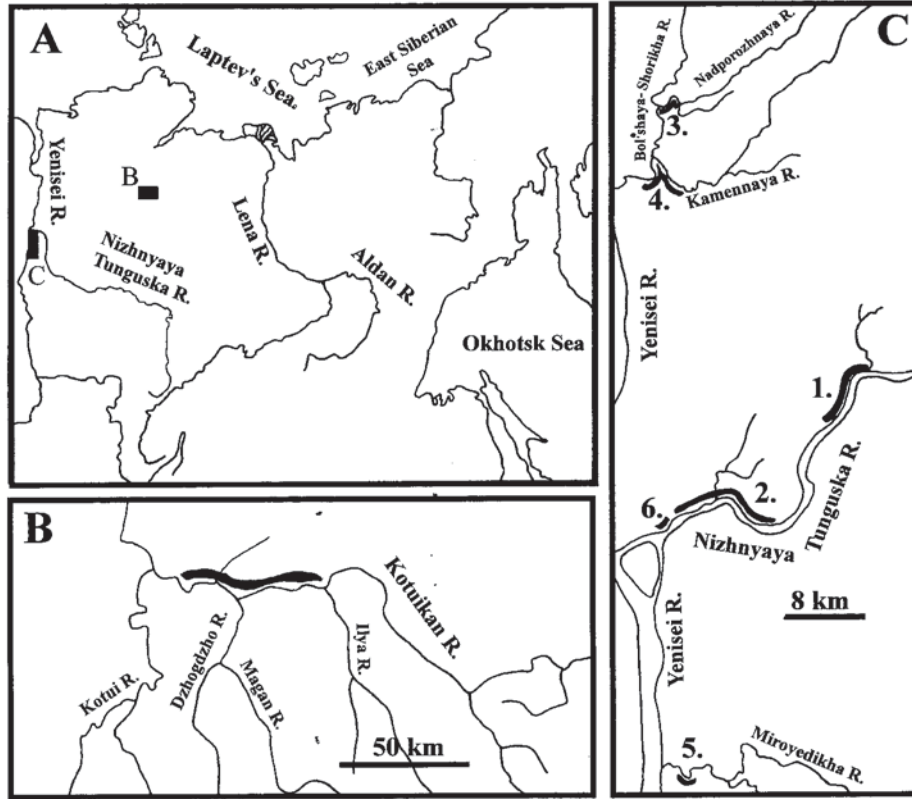 A
Laptev's Sea.
East Siberian
Sea
Yenisei R.
B
C
Nizhnyaya
Tunguska R.
Lena R.
Aldan R.
Okhotsk Sea
B
Kotui R.
Dzhogdzho R.
Magan R.
Ilya R.
Kotuikan R.
50 km
C
Bol'shaya-Shorikha R.
Nadporozhnaya R.
3.
4.
Kamennaya R.
Yenisei R.
1.
2.
6.
Nizhnyaya
Tunguska R.
8 km
Yenisei R.
5.
Miroyedikha R.